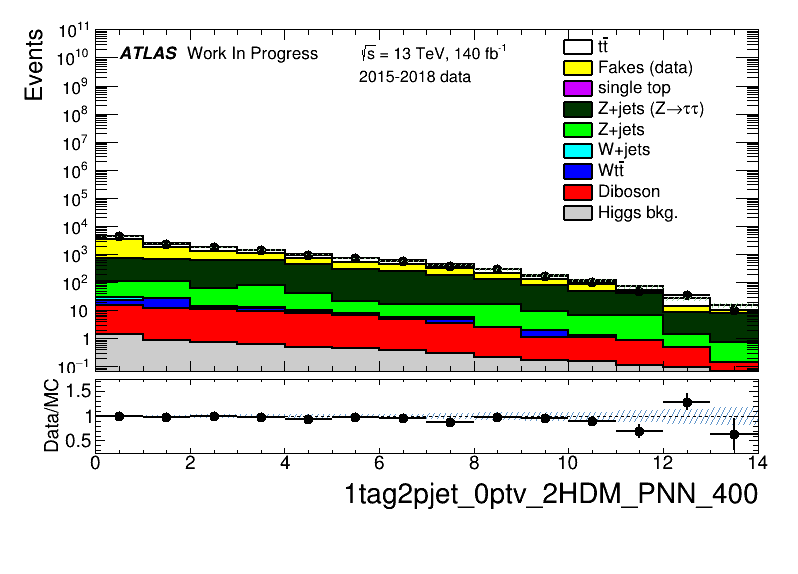 Events
10¹¹
10¹⁰
10⁹
10⁸
10⁷
10⁶
10⁵
10⁴
10³
10²
10
1
10⁻¹
ATLAS Work In Progress
√s = 13 TeV, 140 fb⁻¹
2015-2018 data
tt̄
Fakes (data)
single top
Z+jets (Z→ττ)
Z+jets
W+jets
Wtt̄
Diboson
Higgs bkg.
Data/MC
1.5
1
0.5
0 2 4 6 8 10 12 14
1tag2pjet_0ptv_2HDM_PNN_400